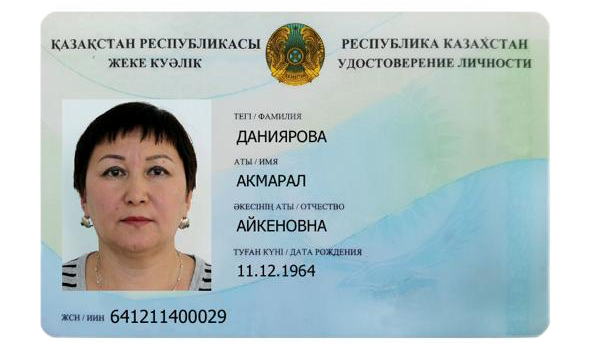 ҚАЗАҚСТАН РЕСПУБЛИКАСЫ
ЖЕКЕ КУӘЛІК
РЕСПУБЛИКА КАЗАХСТАН
УДОСТОВЕРЕНИЕ ЛИЧНОСТИ
ТЕГІ / ФАМИЛИЯ
ДАНИЯРОВА
АТЫ / ИМЯ
АКМАРАЛ
ӘКЕСІНІҢ АТЫ / ОТЧЕСТВО
АЙКЕНОВНА
ТУҒАН КҮНІ / ДАТА РОЖДЕНИЯ
11.12.1964
ЖСН / ИИН 641211400029